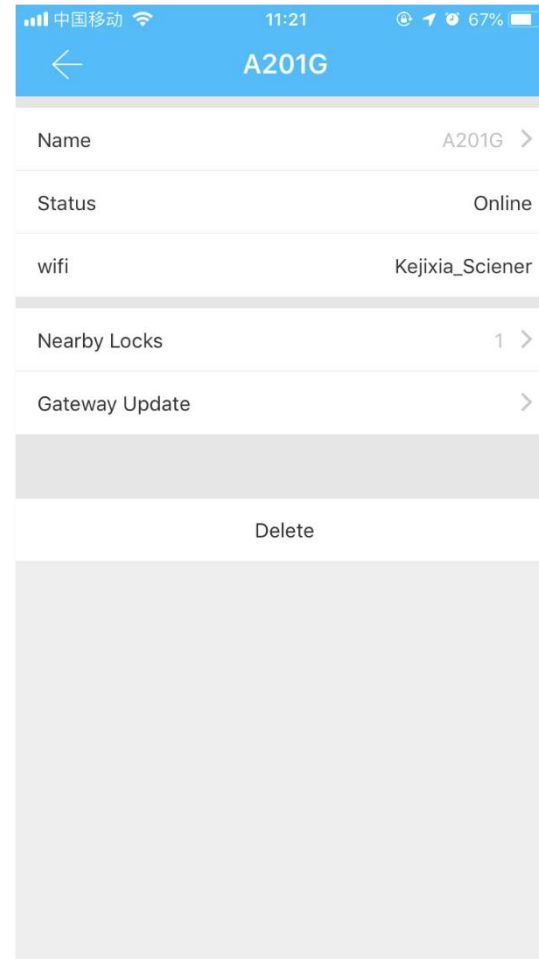 中国移动 11:21 67%
A201G
Name A201G
Status Online
wifi Kejixia_Sciener
Nearby Locks 1
Gateway Update
Delete